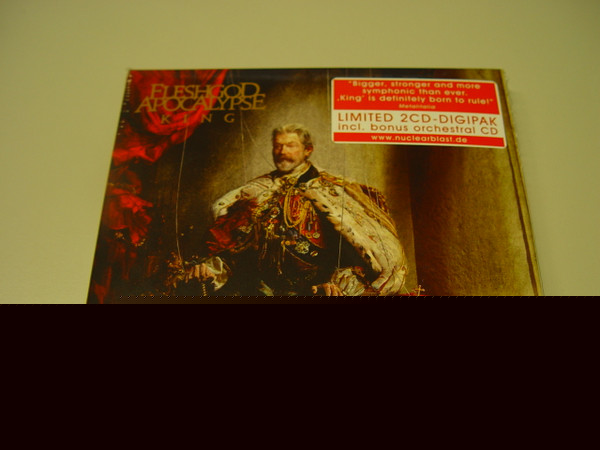 FLESHGOD
APOCALYPSE
KING
"Bigger, stronger and more
symphonic than ever.
„King" is definitely born to rule!"
Metallitalia
LIMITED 2CD-DIGIPAK
incl. bonus orchestral CD
www.nuclearblast.de